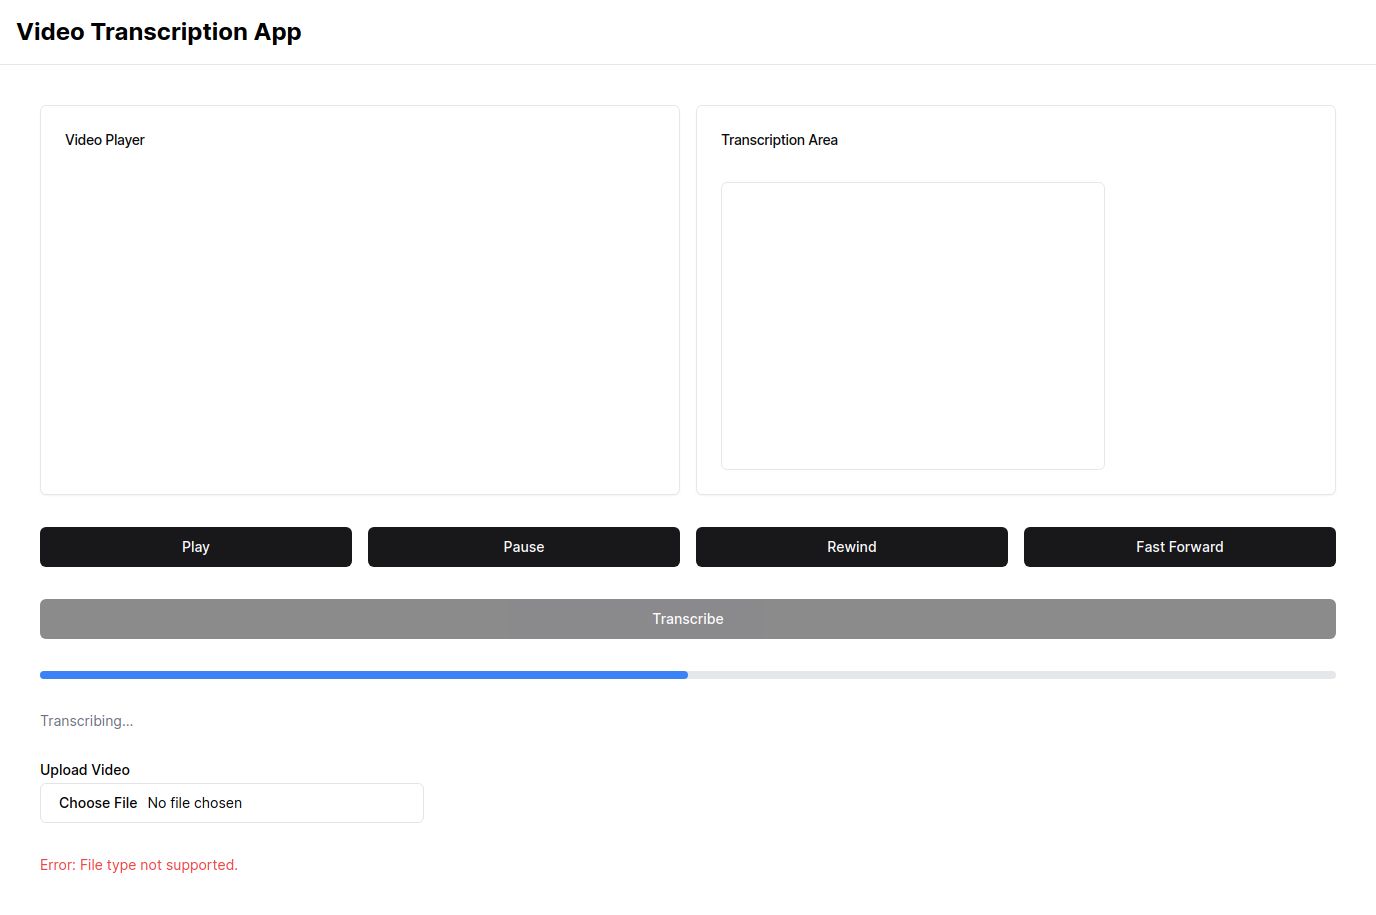 Video Transcription App
Video Player
Transcription Area
Play
Pause
Rewind
Fast Forward
Transcribe
Transcribing...
Upload Video
Choose File No file chosen
Error: File type not supported.